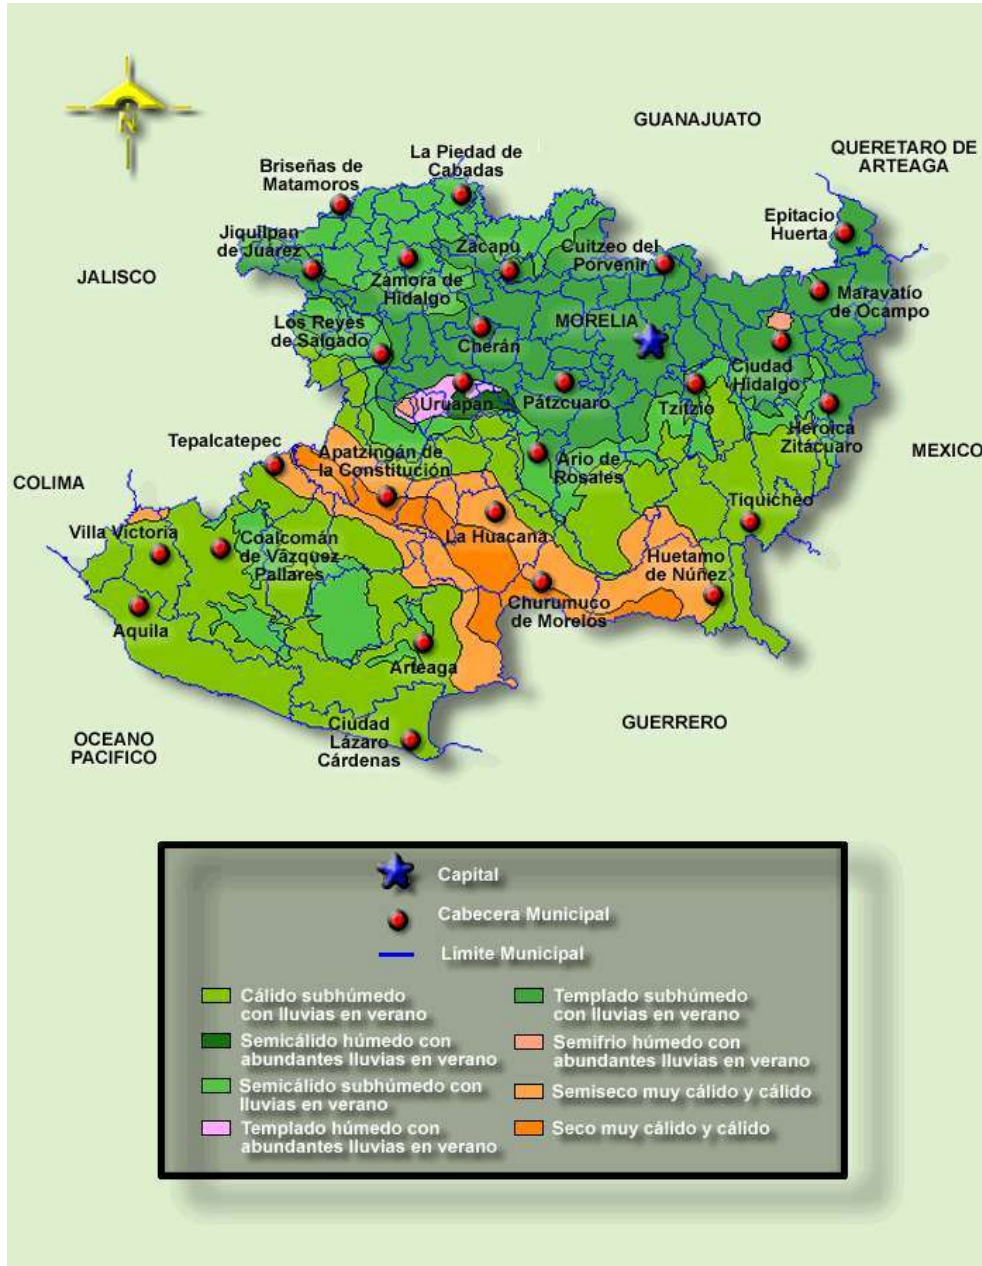 N
GUANAJUATO
QUERETARO DE
ARTEAGA
La Piedad de
Cabadas
Briseñas de
Matamoros
Epitacio
Huerta
Jiquilpan
de Juárez
Zacapu
Cuitzeo del
Porvenir
JALISCO
Zamora de
Hidalgo
Maravatío
de Ocampo
Los Reyes
de Salgado
MORELIA
Cherán
Ciudad
Hidalgo
Uruapan
Pátzcuaro
Tzitzio
Heroica
Zitácuaro
Tepalcatepec
Apatzingán de
la Constitución
Ario de
Rosales
MEXICO
COLIMA
Tiquicheo
Villa Victoria
Coalcomán
de Vãzquez
Pallares
La Huacana
Huetamo
de Núñez
Churumuco
de Morelos
Aquila
Arteaga
GUERRERO
Ciudad
Lázaro
Cárdenas
OCEANO
PACIFICO
Capital
Cabecera Municipal
Límite Municipal
Cálido subhúmedo
con lluvias en verano
Semicálido húmedo con
abundantes lluvias en verano
Semicálido subhúmedo con
lluvias en verano
Templado húmedo con
abundantes lluvias en verano
Templado subhúmedo
con lluvias en verano
Semifrio húmedo con
abundantes lluvias en verano
Semiseco muy cálido y cálido
Seco muy cálido y cálido